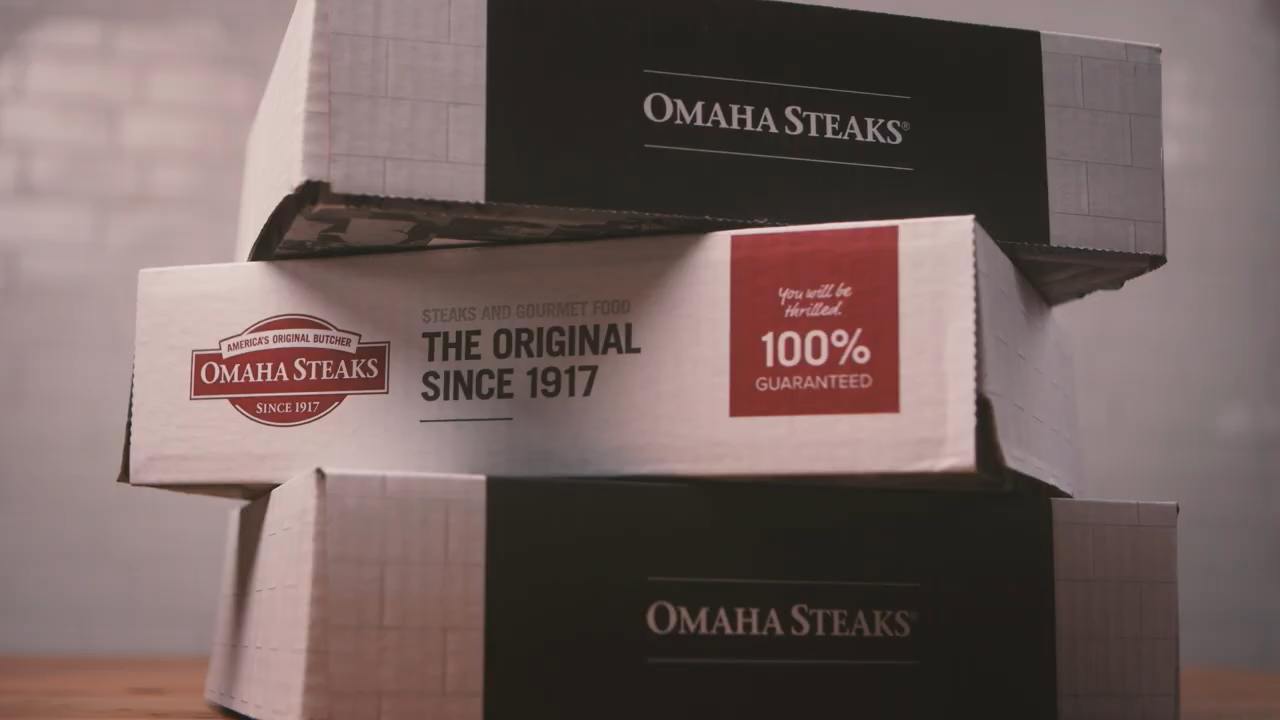 OMAHA STEAKS®
AMERICA'S ORIGINAL BUTCHER
OMAHA STEAKS
SINCE 1917
STEAKS AND GOURMET FOOD
THE ORIGINAL
SINCE 1917
You will be
thrilled.
100%
GUARANTEED
OMAHA STEAKS®